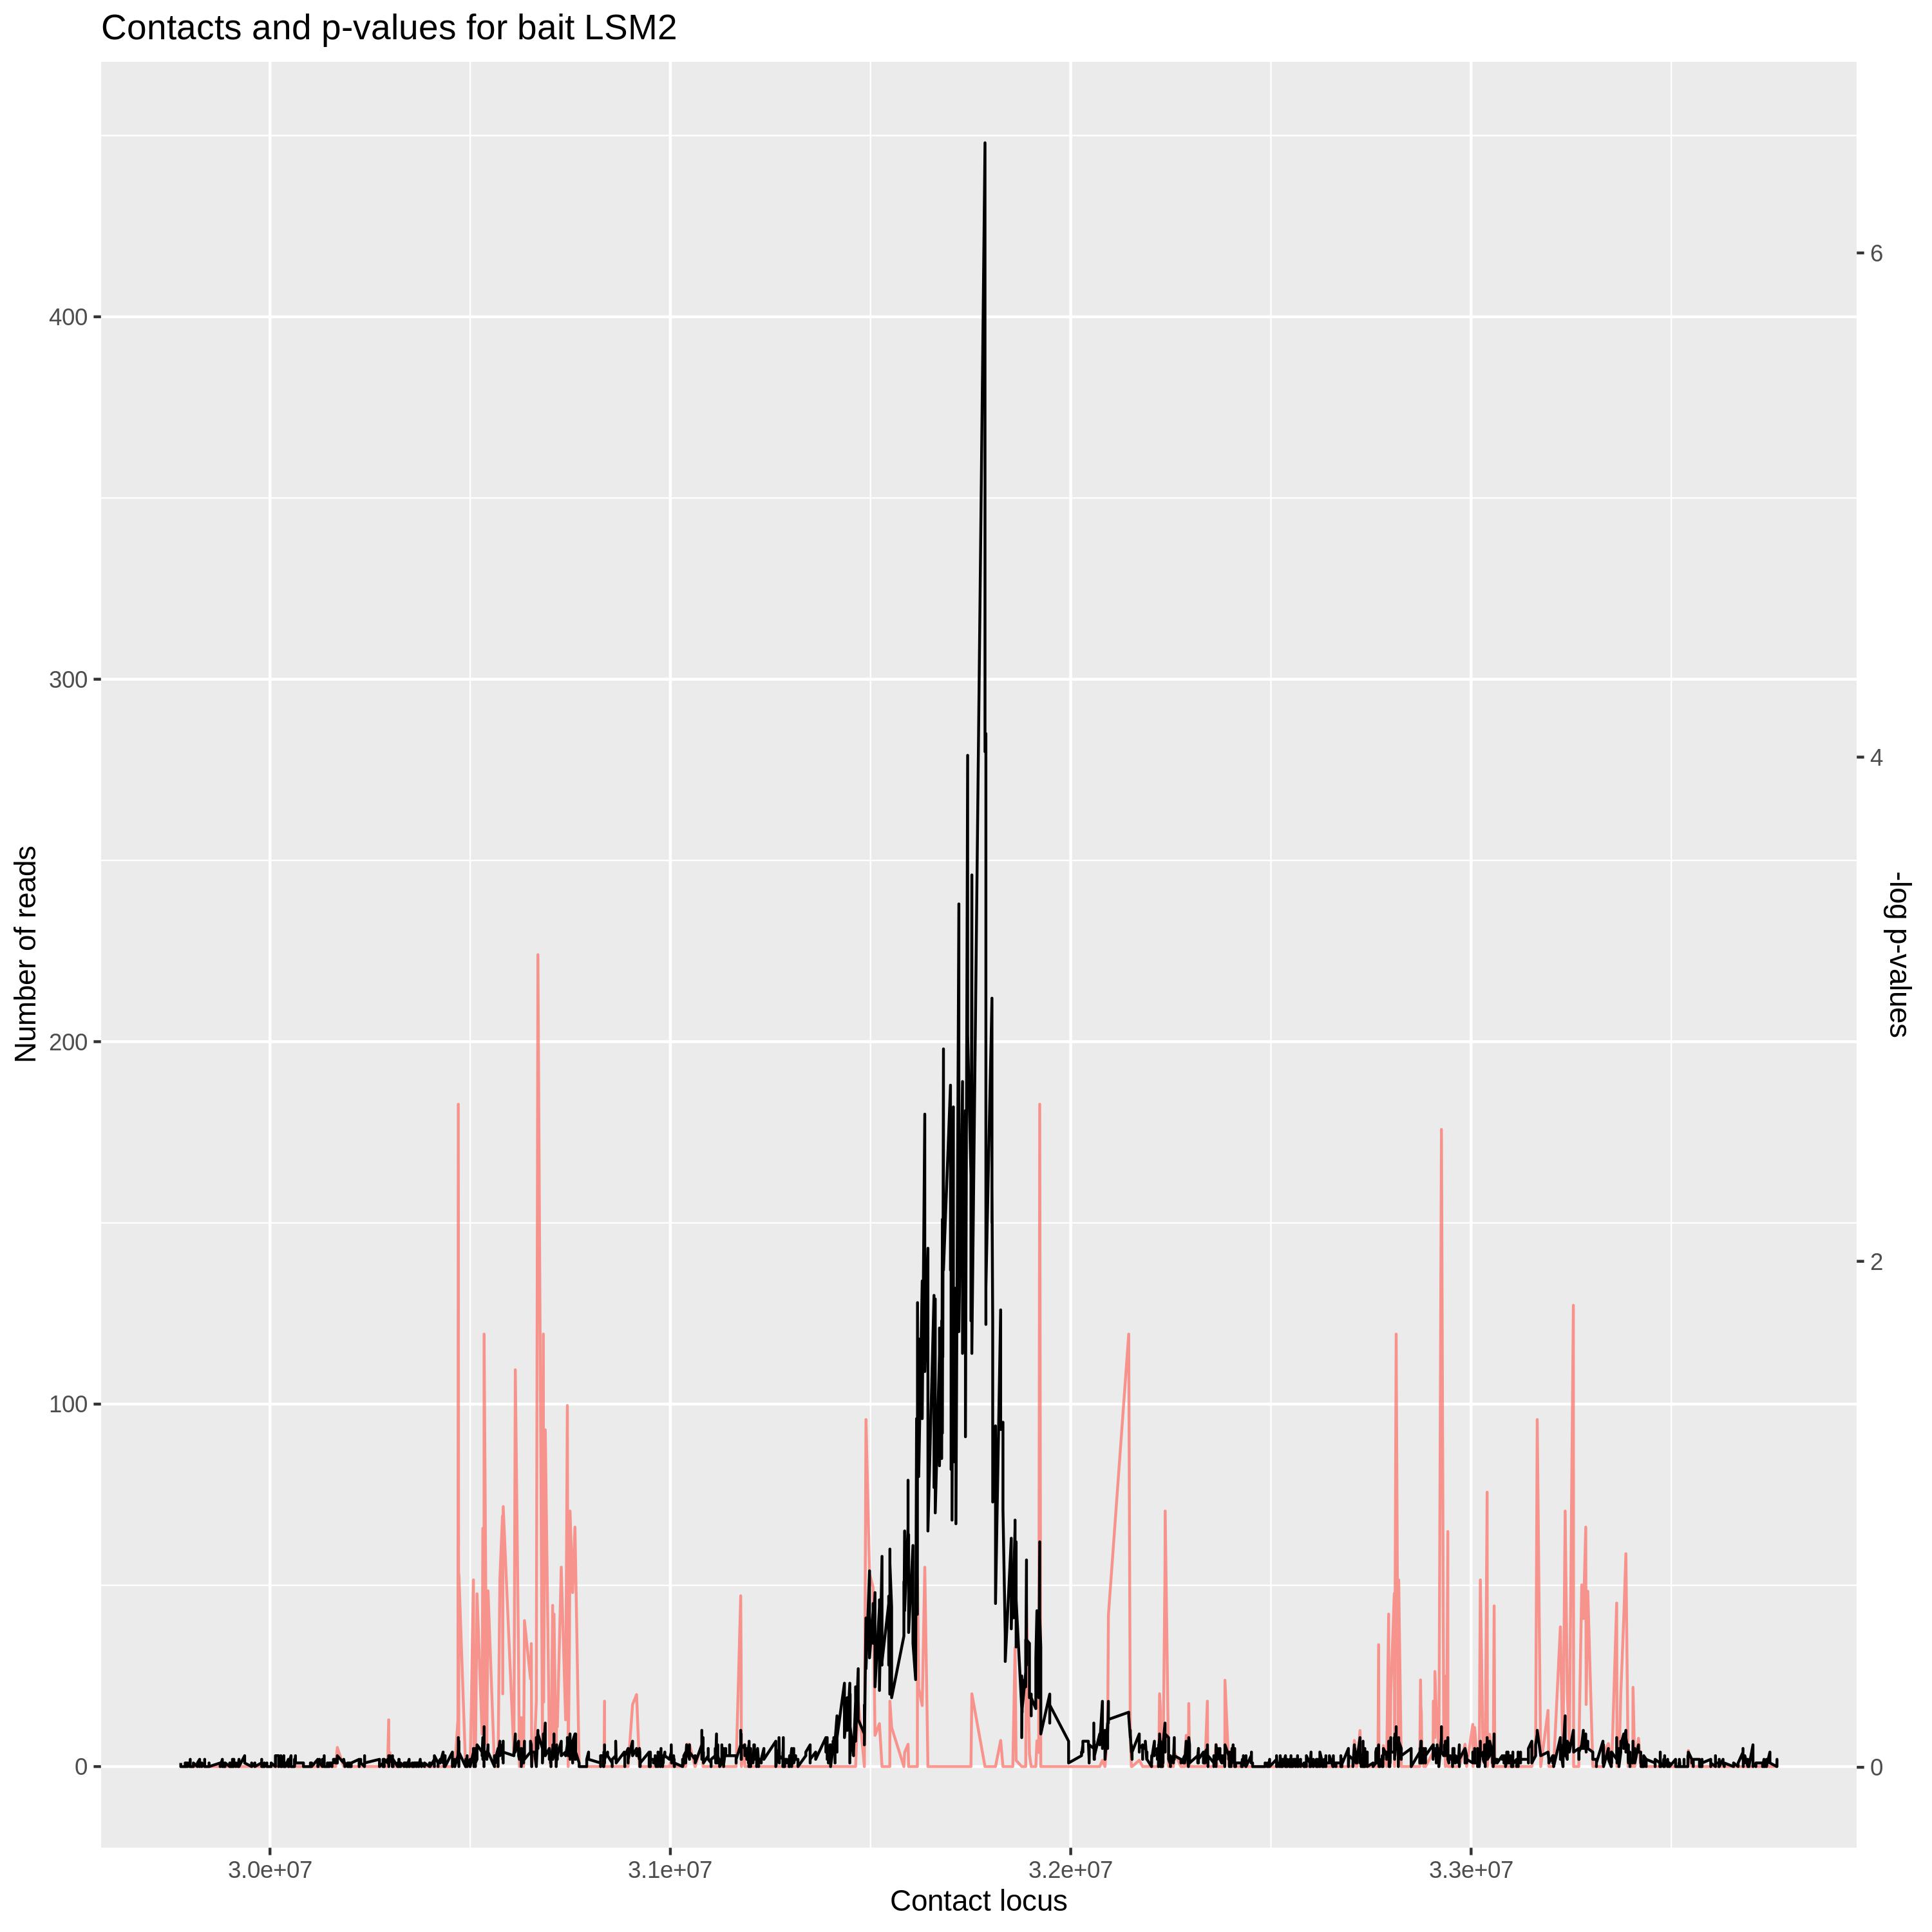 Contacts and p-values for bait LSM2
Number of reads
400
300
200
100
0
6
4
2
0
-log p-values
3.0e+07
3.1e+07
3.2e+07
3.3e+07
Contact locus